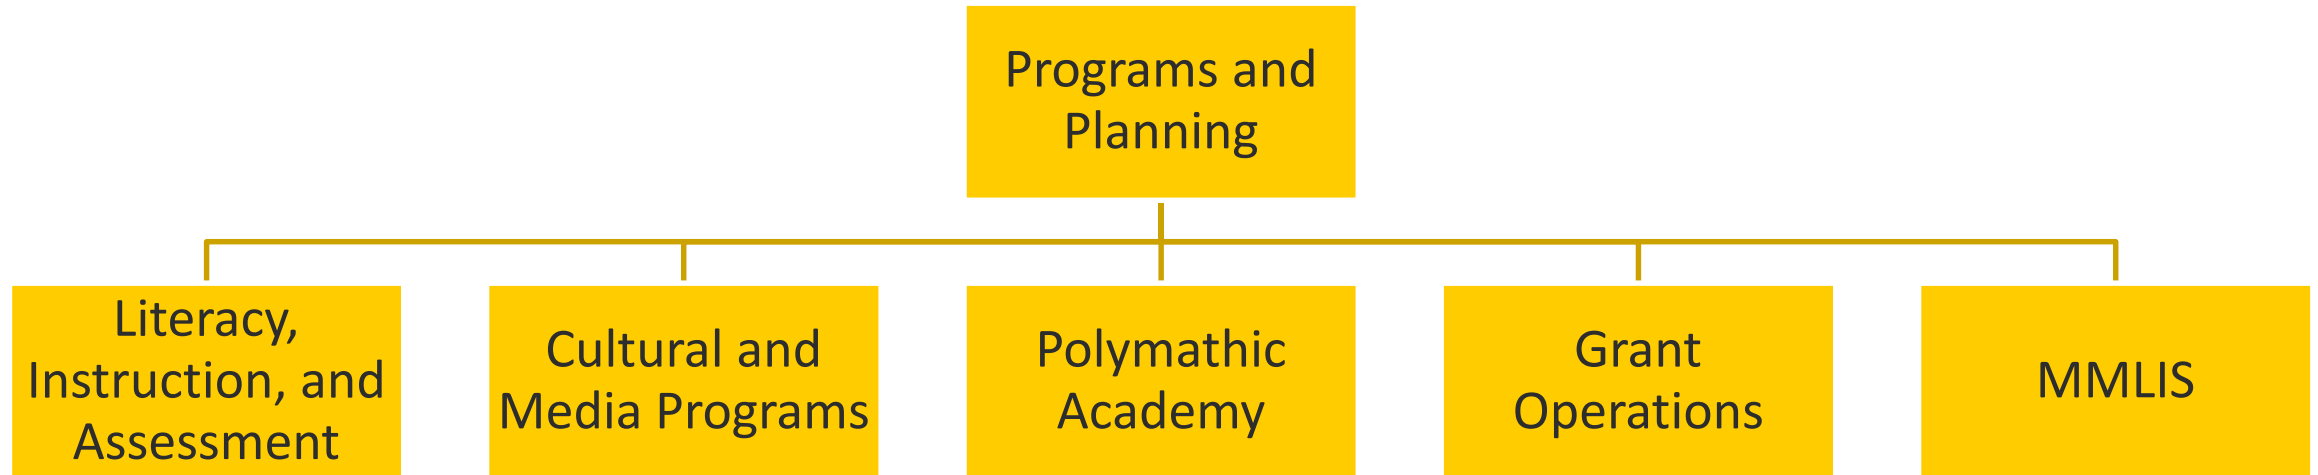 Programs and
Planning
Literacy,
Instruction, and
Assessment
Cultural and
Media Programs
Polymathic
Academy
Grant
Operations
MMLIS